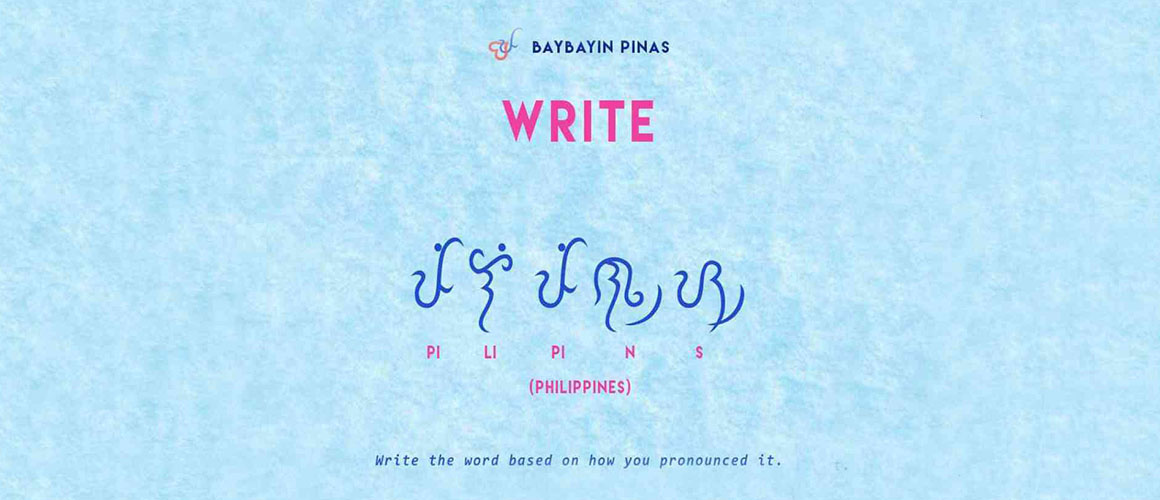 BAYBAYIN PINAS
WRITE
ᜉᜒ ᜎᜒ ᜉᜒ ᜈ᜴ ᜐ᜴
PI LI PI N S
(PHILIPPINES)
Write the word based on how you pronounced it.